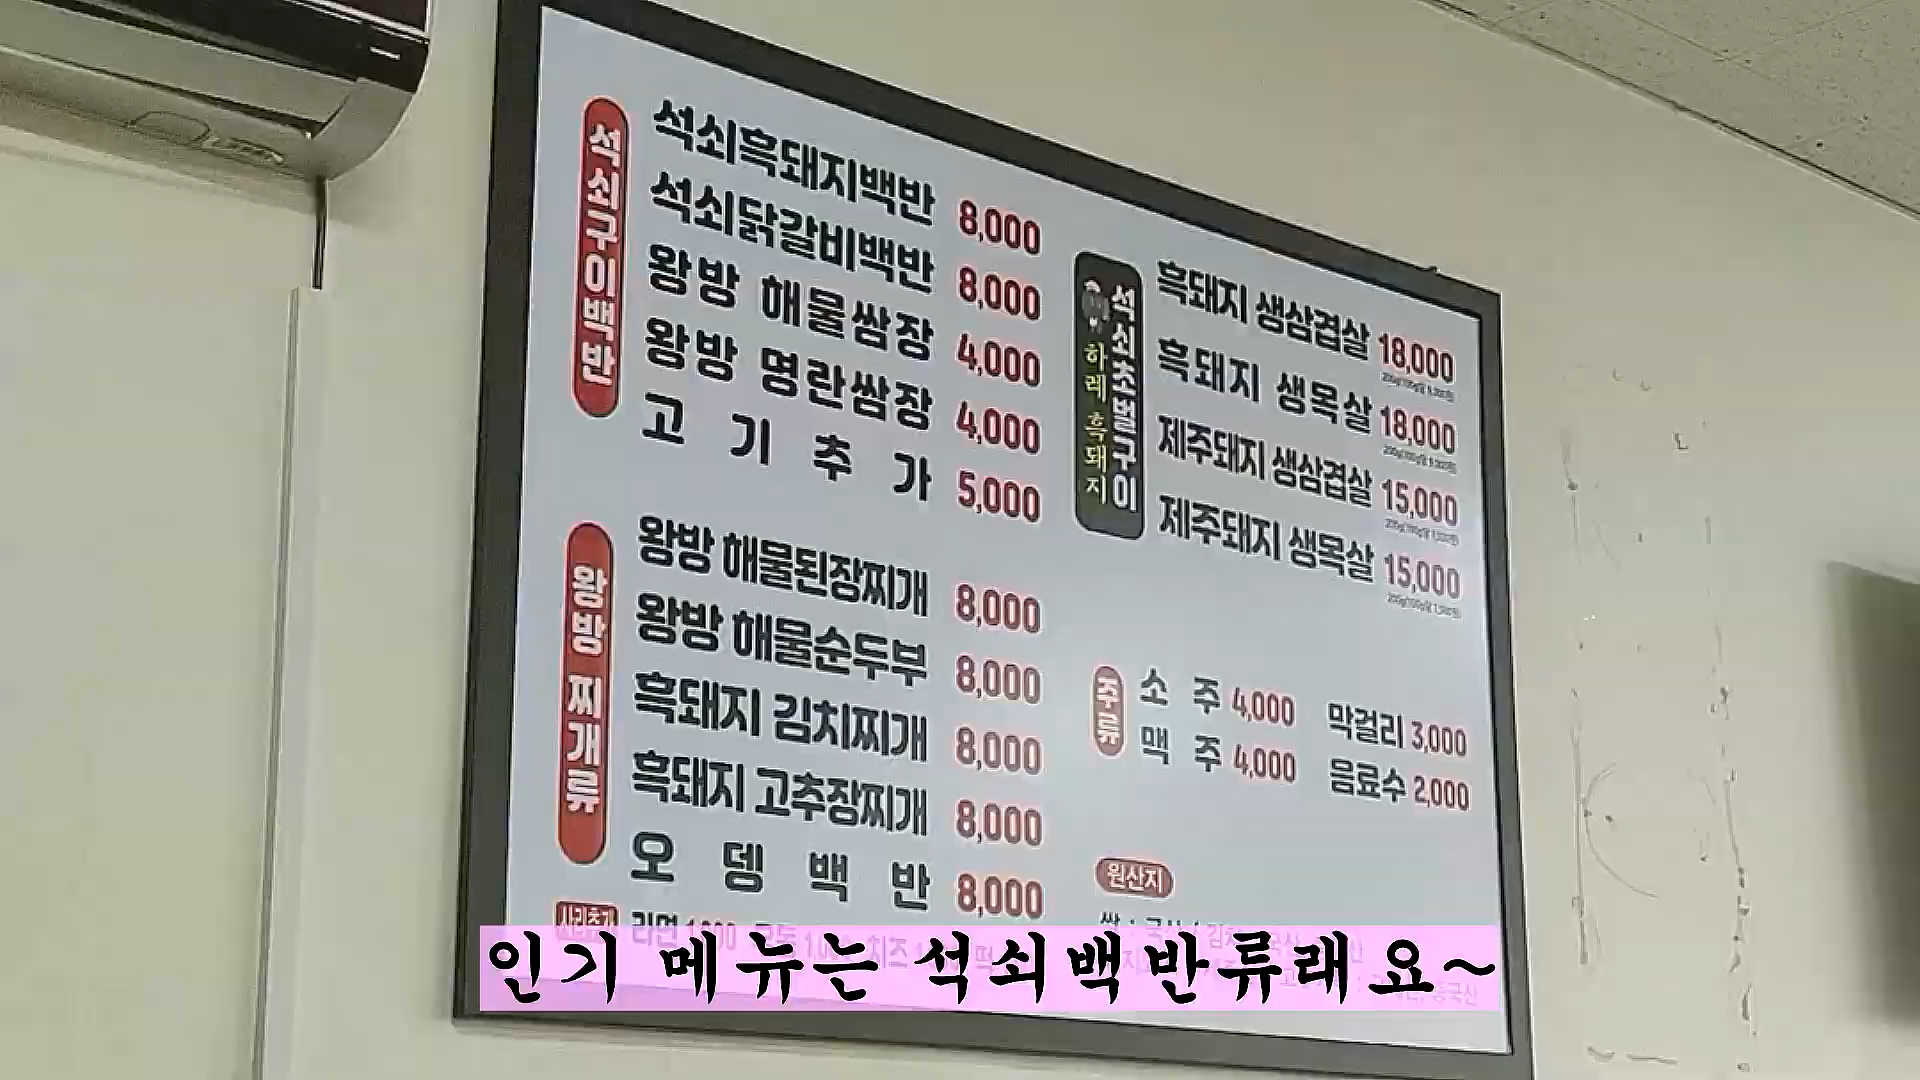 석쇠구이백반
석쇠흑돼지백반 8,000
석쇠닭갈비백반 8,000
왕방 해물쌈장 4,000
왕방 명란쌈장 4,000
고기추가 5,000
왕방 찌개류
왕방 해물된장찌개 8,000
왕방 해물순두부 8,000
흑돼지 김치찌개 8,000
흑돼지 고추장찌개 8,000
오뎅백반 8,000
사리추가 라면
석쇠초벌구이
하레 흑돼지
흑돼지 생삼겹살 18,000
흑돼지 생목살 18,000
제주돼지 생삼겹살 15,000
제주돼지 생목살 15,000
주류
소주 4,000 막걸리 3,000
맥주 4,000 음료수 2,000
원산지
인기 메뉴는 석쇠백반류래요~